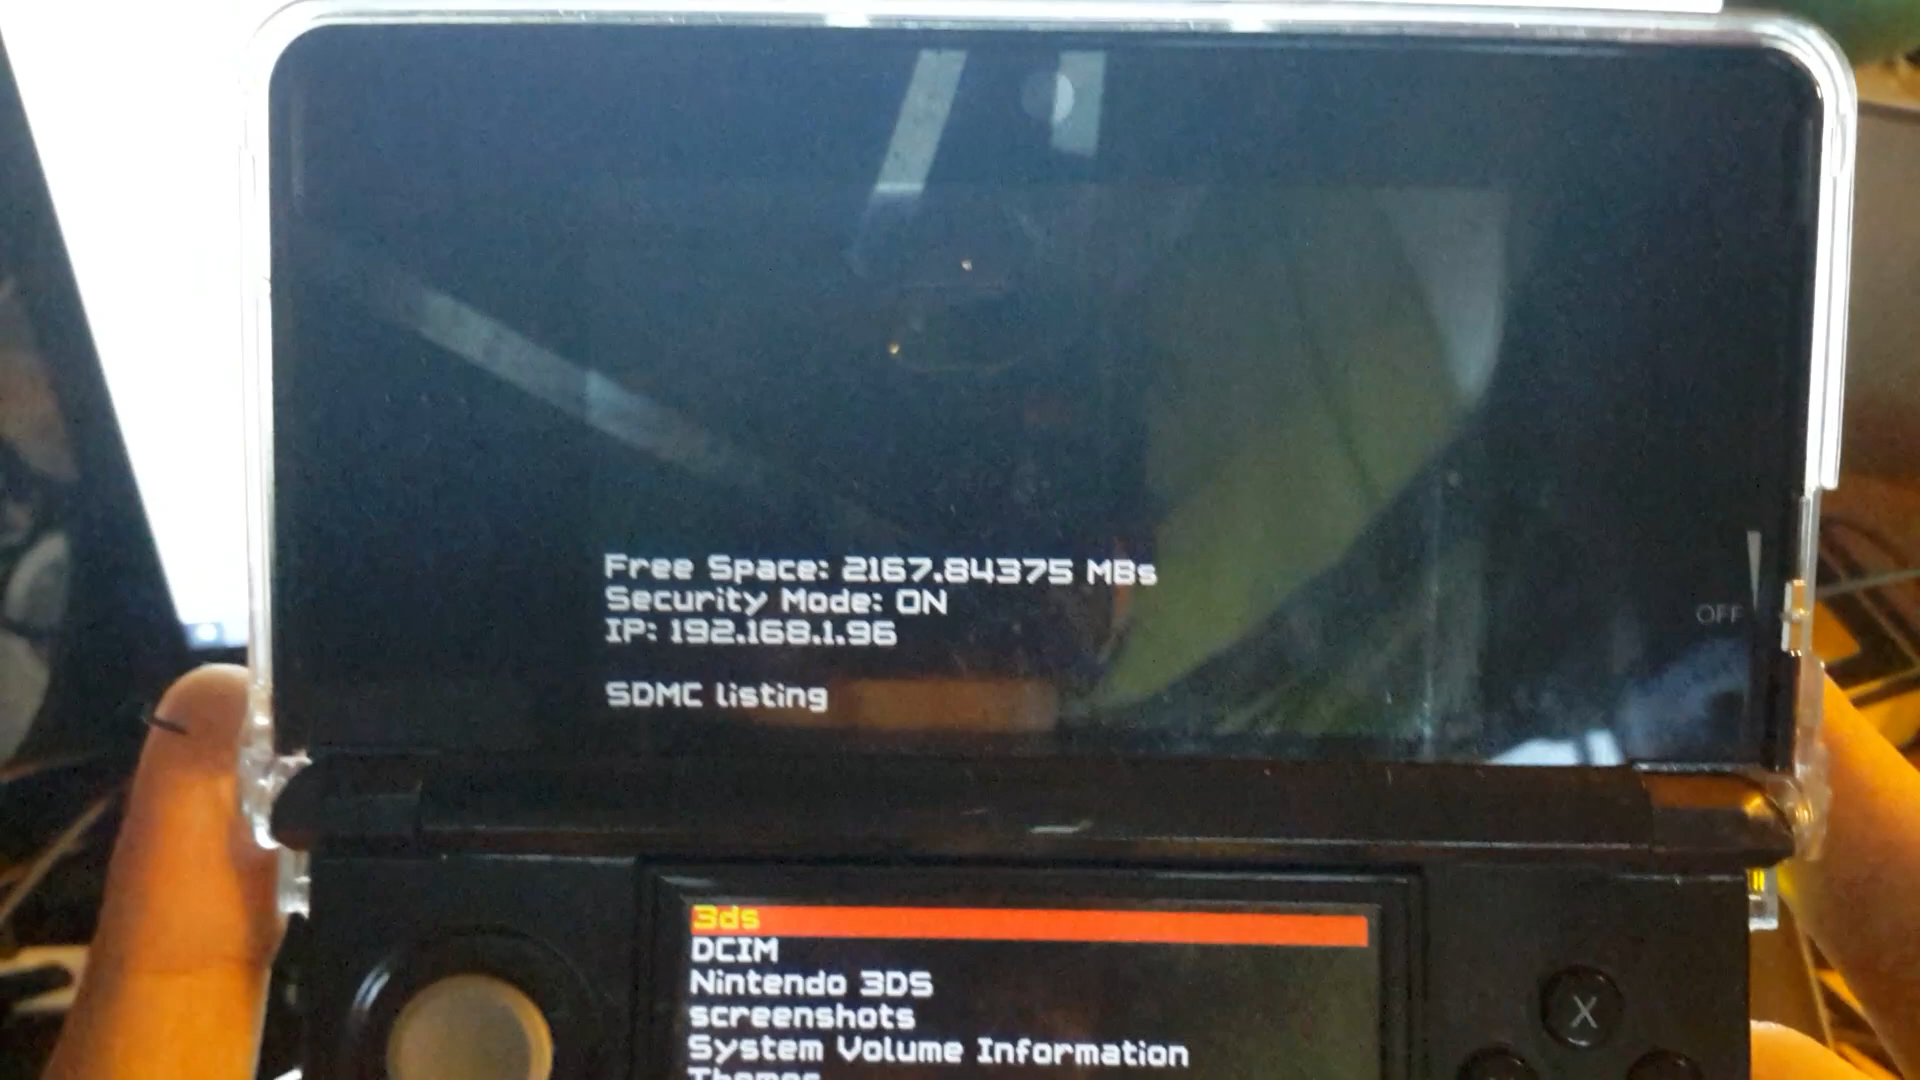 Free Space: 2167.84375 MBs
Security Mode: ON
IP: 192.168.1.96
SDMC listing
OFF
3ds
DCIM
Nintendo 3DS
screenshots
System Volume Information
Themes
X